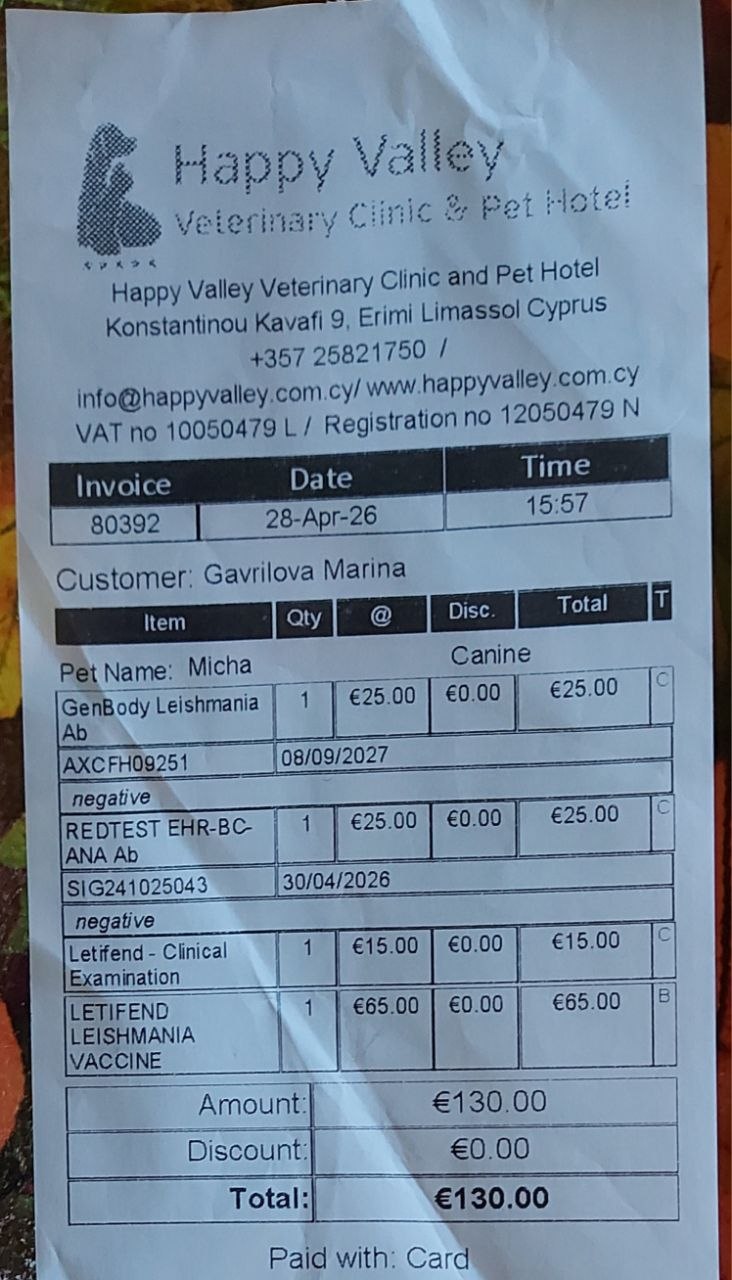 Happy Valley
Veterinary Clinic & Pet Hotel
Happy Valley Veterinary Clinic and Pet Hotel
Konstantinou Kavafi 9, Erimi Limassol Cyprus
+357 25821750 /
info@happyvalley.com.cy/ www.happyvalley.com.cy
VAT no 10050479 L / Registration no 12050479 N
Invoice Date Time
80392 28-Apr-26 15:57
Customer: Gavrilova Marina
Item Qty @ Disc. Total T
Pet Name: Micha Canine
GenBody Leishmania 1 €25.00 €0.00 €25.00 C
Ab
AXCFH09251 08/09/2027
negative
REDTEST EHR-BC- 1 €25.00 €0.00 €25.00 C
ANA Ab
SIG241025043 30/04/2026
negative
Letifend - Clinical 1 €15.00 €0.00 €15.00 C
Examination
LETIFEND 1 €65.00 €0.00 €65.00 B
LEISHMANIA
VACCINE
Amount: €130.00
Discount: €0.00
Total: €130.00
Paid with: Card